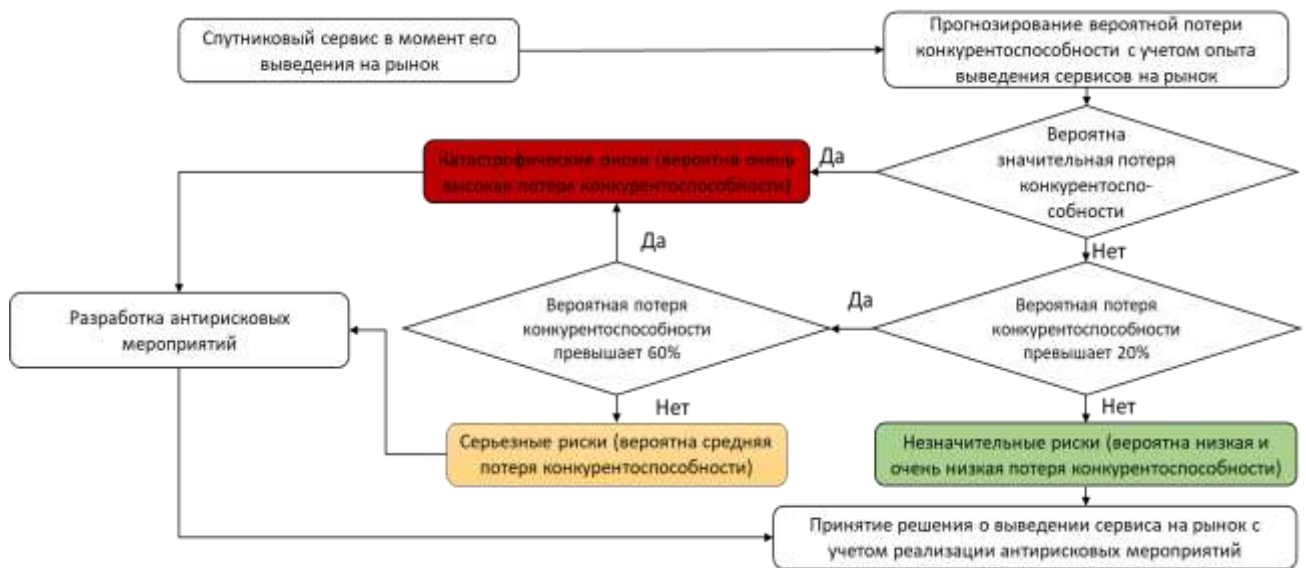 Спутниковый сервис в момент его
выведения на рынок
Прогнозирование вероятной потери
конкурентоспособности с учетом опыта
выведения сервисов на рынок
Вероятна
значительная потеря
конкурентоспо-
собности
Да
Катастрофические риски (вероятна очень
высокая потеря конкурентоспособности)
Нет
Да
Вероятная потеря
конкурентоспособности
превышает 20%
Да
Вероятная потеря
конкурентоспособности
превышает 60%
Разработка антирисковых
мероприятий
Нет
Нет
Серьезные риски (вероятна средняя
потеря конкурентоспособности)
Незначительные риски (вероятна низкая и
очень низкая потеря конкурентоспособности)
Принятие решения о выведении сервиса на рынок с
учетом реализации антирисковых мероприятий